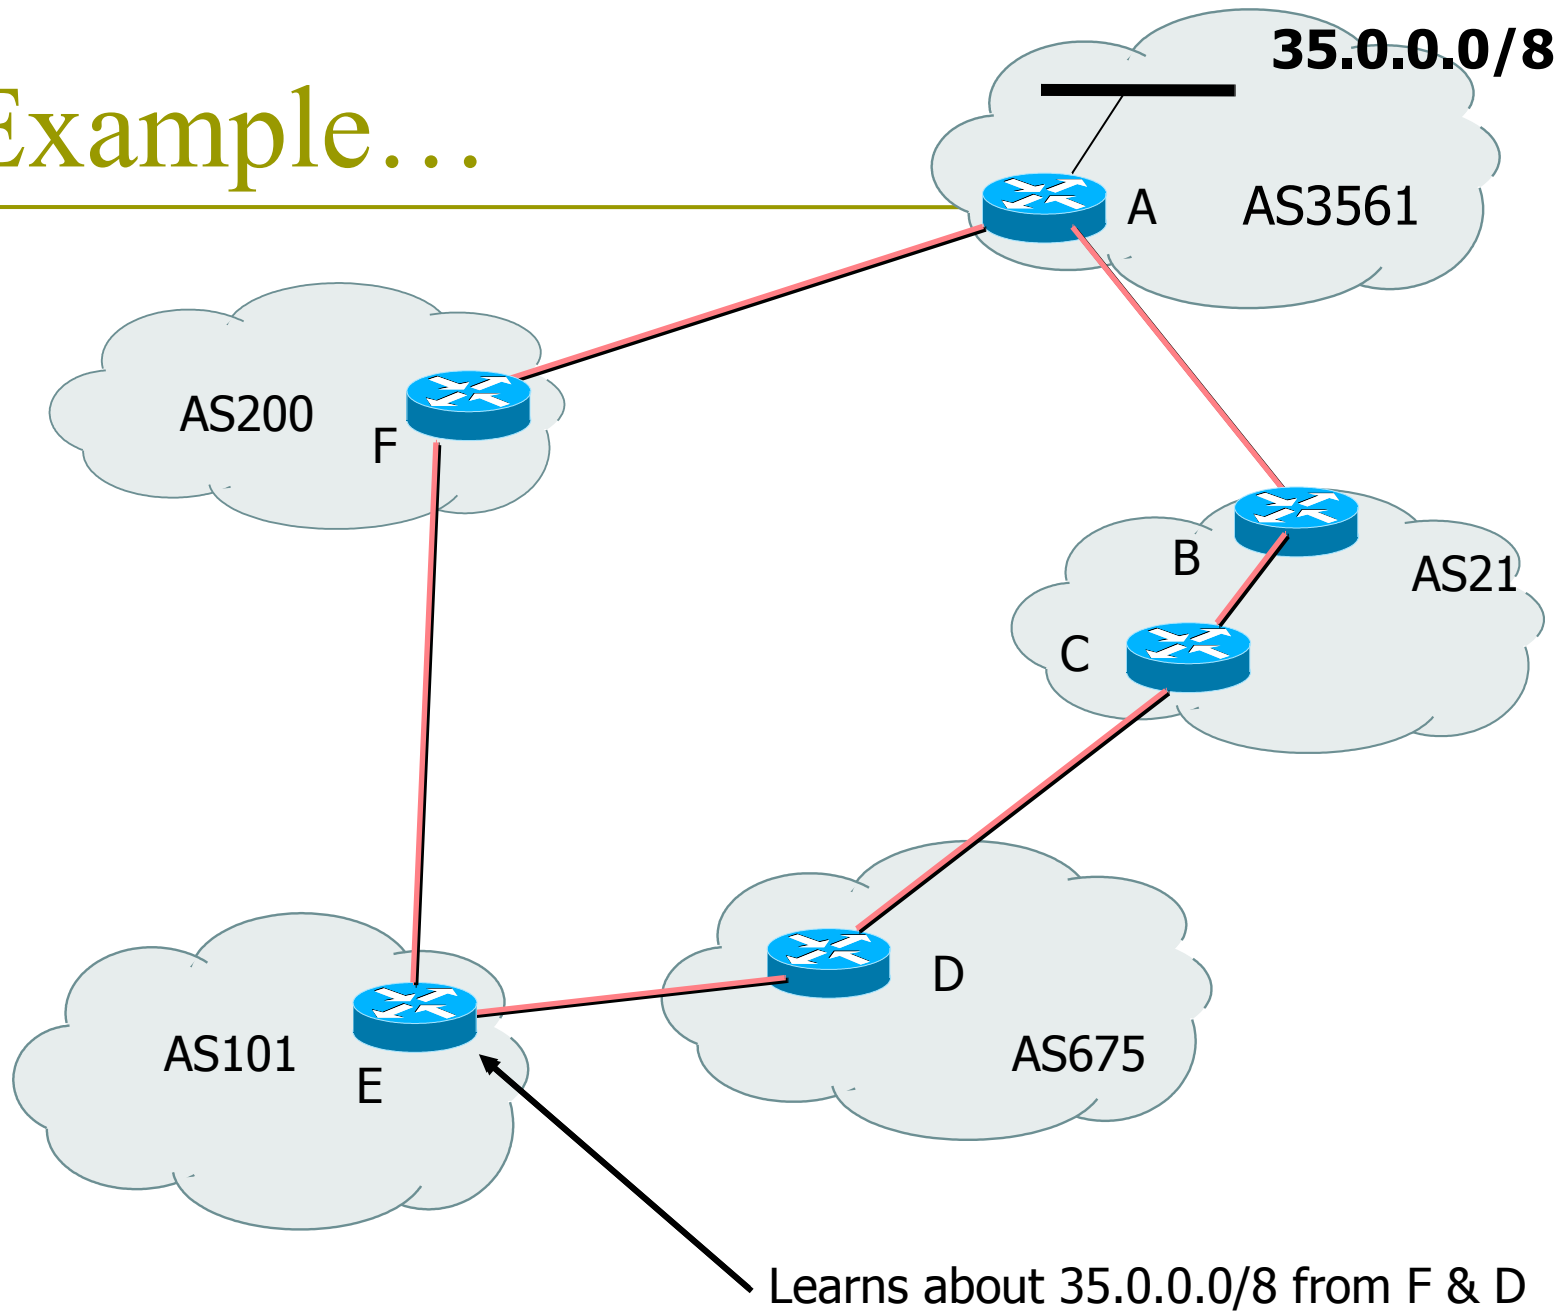 35.0.0.0/8
Example…
A
AS3561
AS200
F
B
AS21
C
D
AS101
AS675
E
Learns about 35.0.0.0/8 from F & D